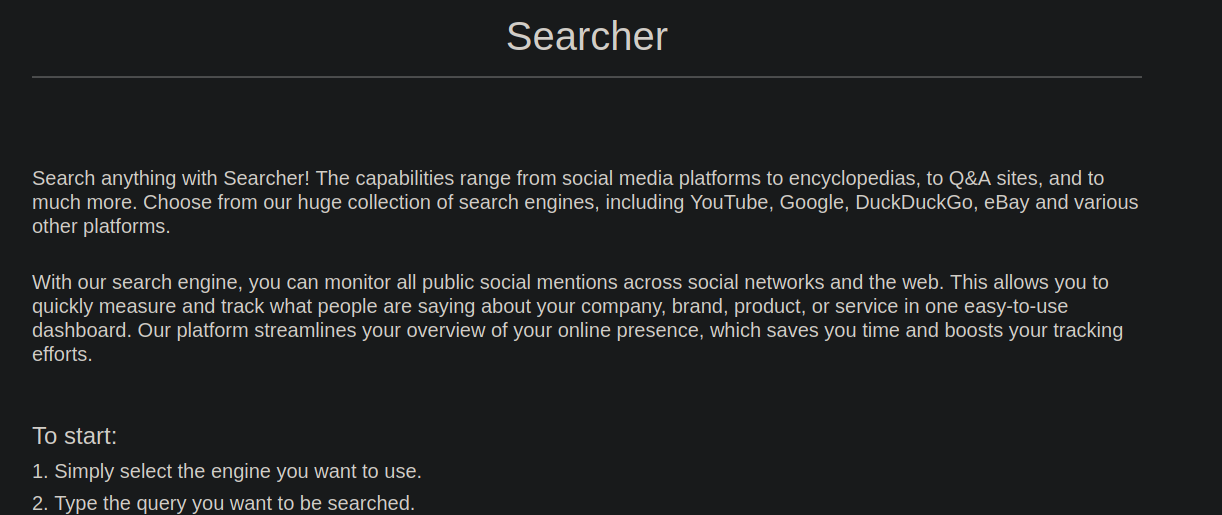 Searcher
Search anything with Searcher! The capabilities range from social media platforms to encyclopedias, to Q&A sites, and to
much more. Choose from our huge collection of search engines, including YouTube, Google, DuckDuckGo, eBay and various
other platforms.
With our search engine, you can monitor all public social mentions across social networks and the web. This allows you to
quickly measure and track what people are saying about your company, brand, product, or service in one easy-to-use
dashboard. Our platform streamlines your overview of your online presence, which saves you time and boosts your tracking
efforts.
To start:
1. Simply select the engine you want to use.
2. Type the query you want to be searched.